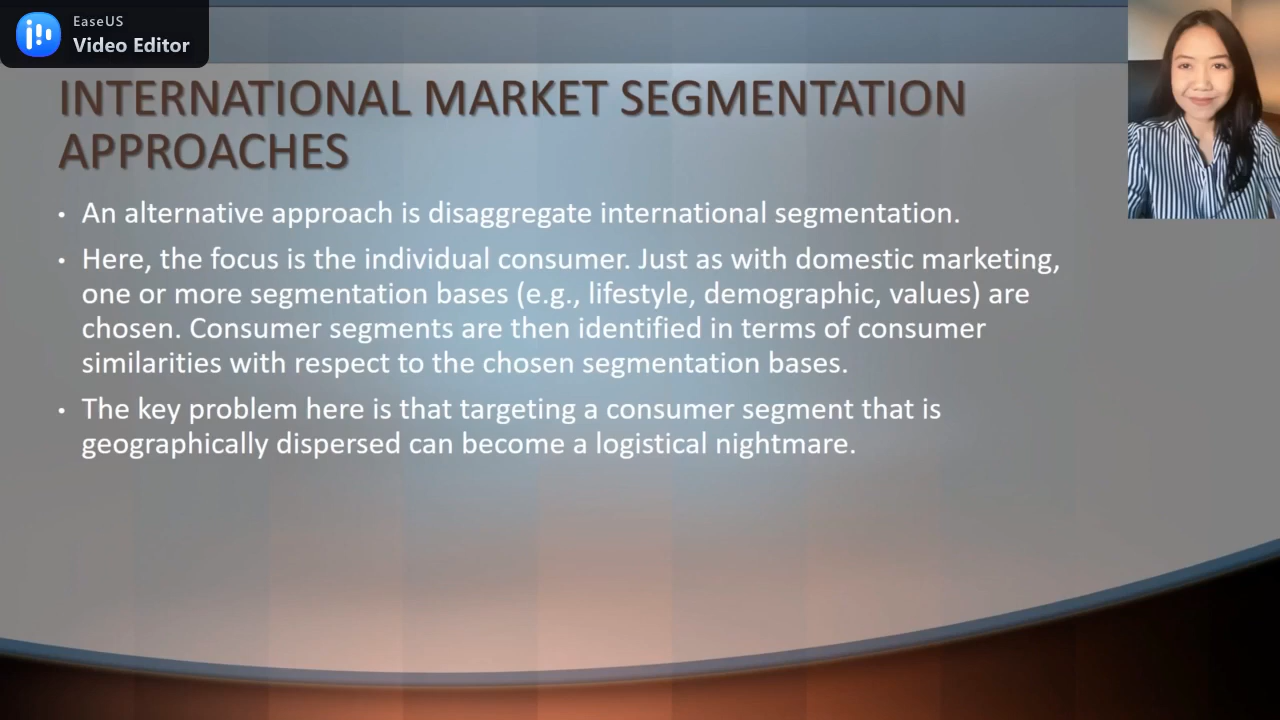 EaseUS
Video Editor
INTERNATIONAL MARKET SEGMENTATION
APPROACHES
• An alternative approach is disaggregate international segmentation.
• Here, the focus is the individual consumer. Just as with domestic marketing,
one or more segmentation bases (e.g., lifestyle, demographic, values) are
chosen. Consumer segments are then identified in terms of consumer
similarities with respect to the chosen segmentation bases.
• The key problem here is that targeting a consumer segment that is
geographically dispersed can become a logistical nightmare.